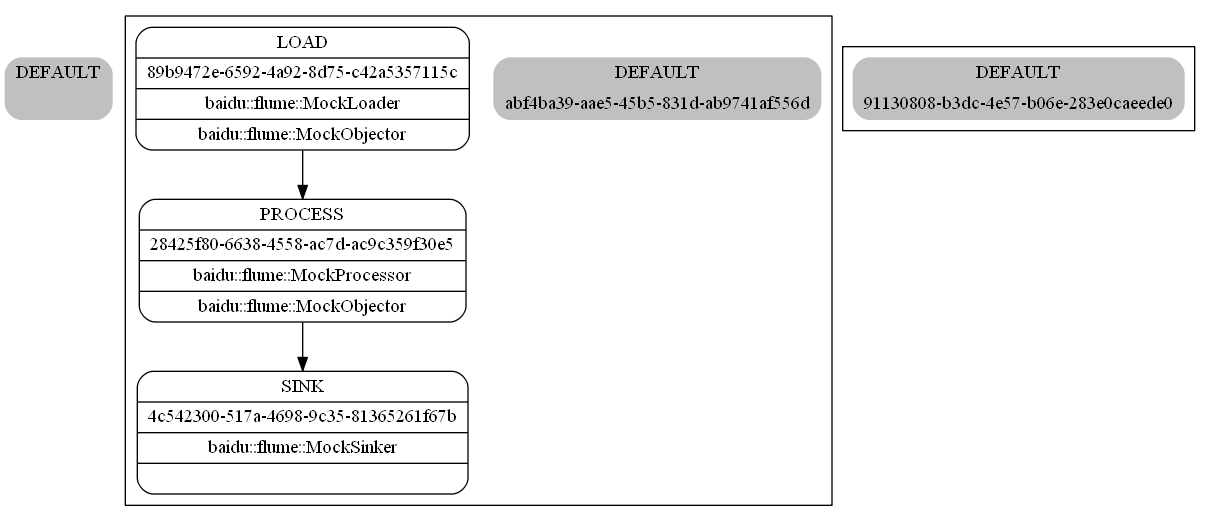 DEFAULT
LOAD
89b9472e-6592-4a92-8d75-c42a5357115c
baidu::flume::MockLoader
baidu::flume::MockObjector
PROCESS
28425f80-6638-4558-ac7d-ac9c359f30e5
baidu::flume::MockProcessor
baidu::flume::MockObjector
SINK
4c542300-517a-4698-9c35-81365261f67b
baidu::flume::MockSinker
DEFAULT
abf4ba39-aae5-45b5-831d-ab9741af556d
DEFAULT
91130808-b3dc-4e57-b06e-283e0caeede0